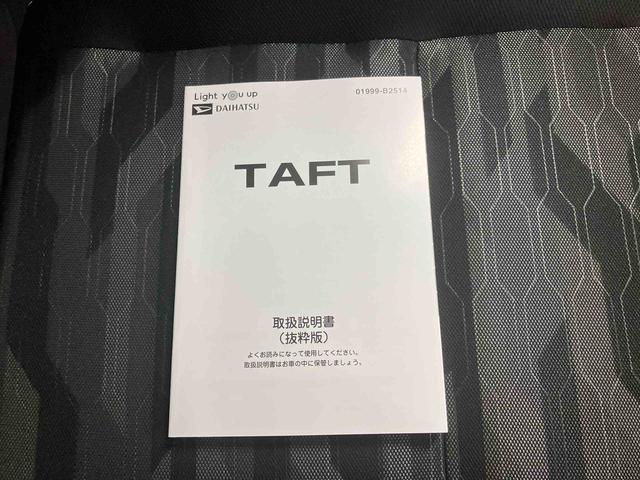 Light you up
01999-B2514
DAIHATSU
TAFT
取扱説明書
（抜粋版）
よくお読みになって使用してください。
取扱説明書はお車の中に保管しましょう。